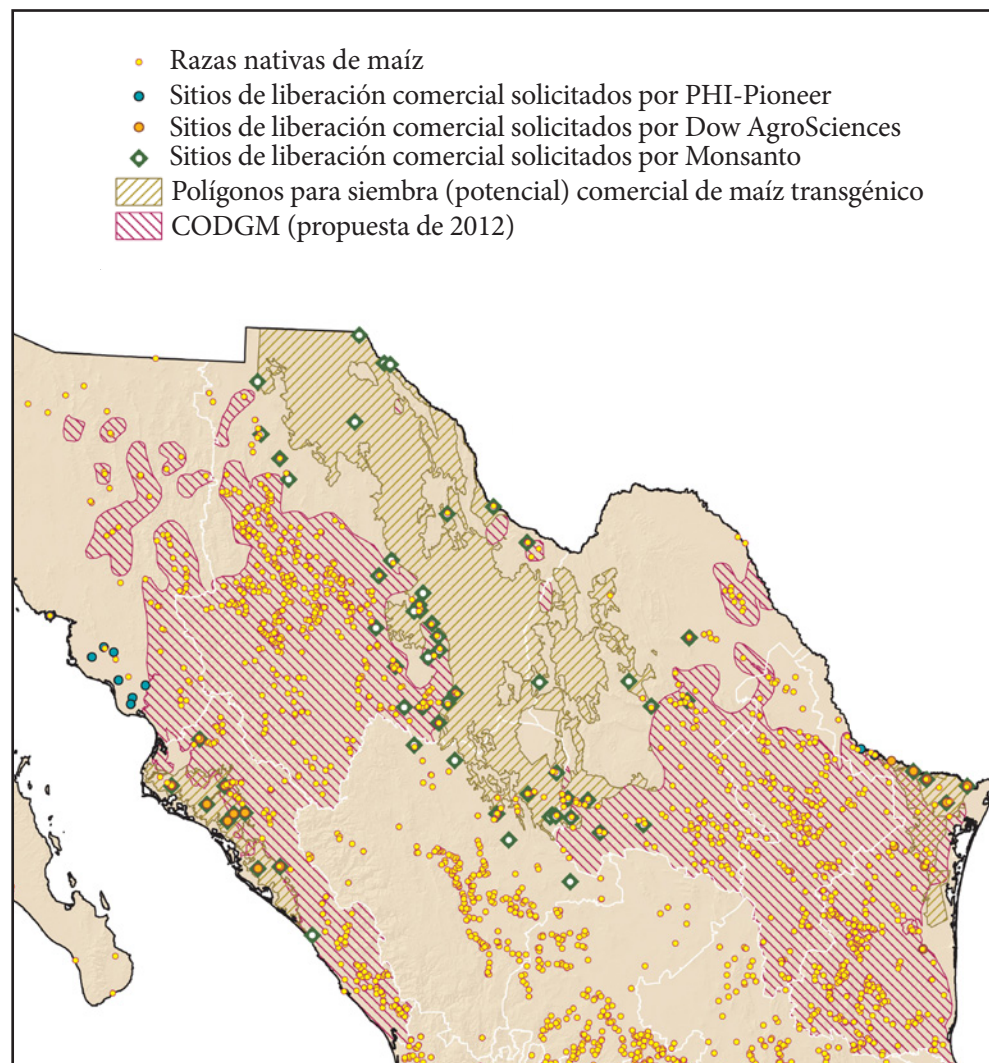 Razas nativas de maíz
Sitios de liberación comercial solicitados por PHI-Pioneer
Sitios de liberación comercial solicitados por Dow AgroSciences
Sitios de liberación comercial solicitados por Monsanto
Polígonos para siembra (potencial) comercial de maíz transgénico
CODGM (propuesta de 2012)